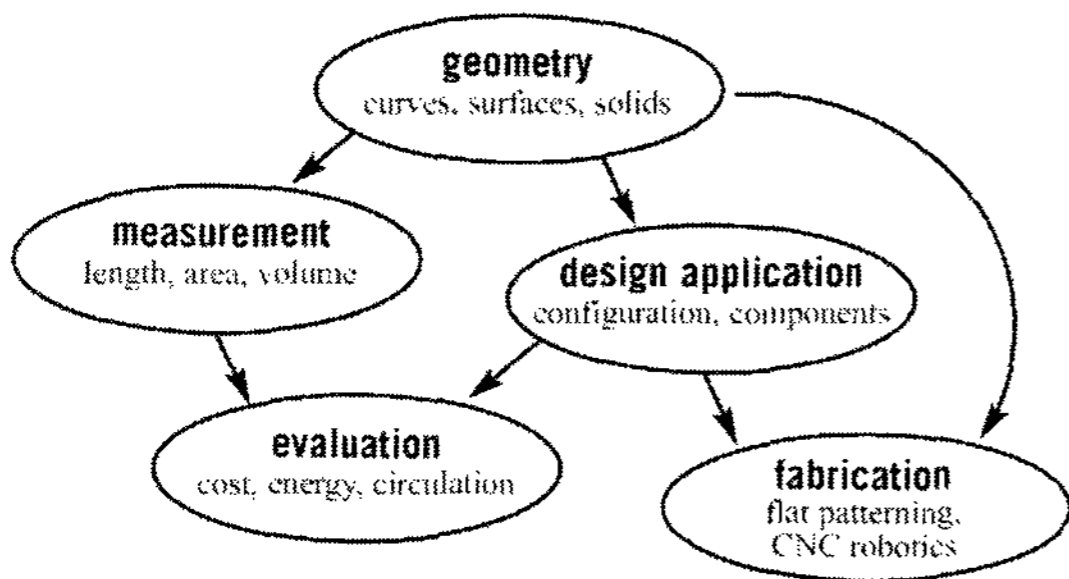 geometry
curves, surfaces, solids
measurement
length, area, volume
design application
configuration, components
evaluation
cost, energy, circulation
fabrication
flat patterning,
CNC robotics